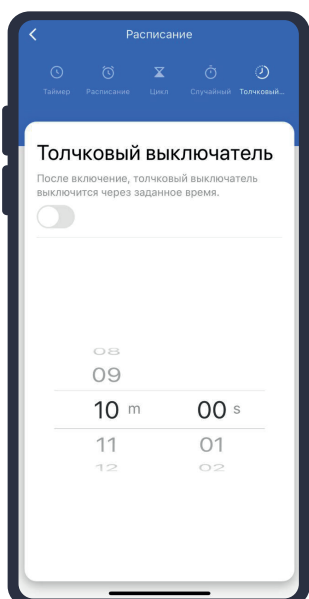 Расписание
Таймер Расписание Цикл Случайный Толчковый...
Толчковый выключатель
После включение, толчковый выключатель
выключится через заданное время.
08
09
10 m 00 s
11 01
12 02